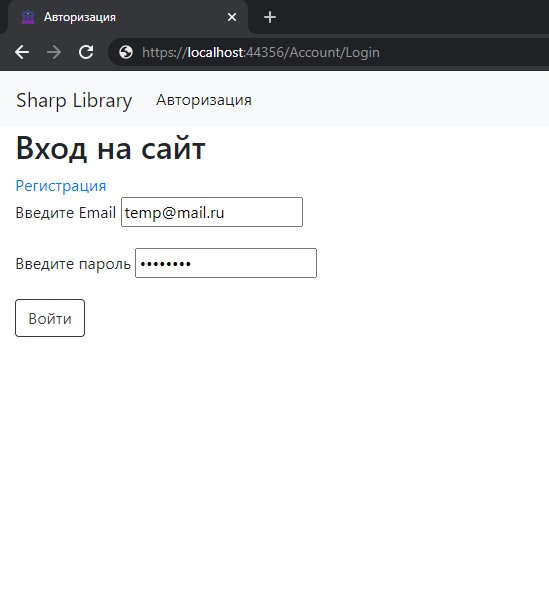 Авторизация
https://localhost:44356/Account/Login
Sharp Library Авторизация
Вход на сайт
Регистрация
Введите Email temp@mail.ru
Введите пароль ••••••••
Войти